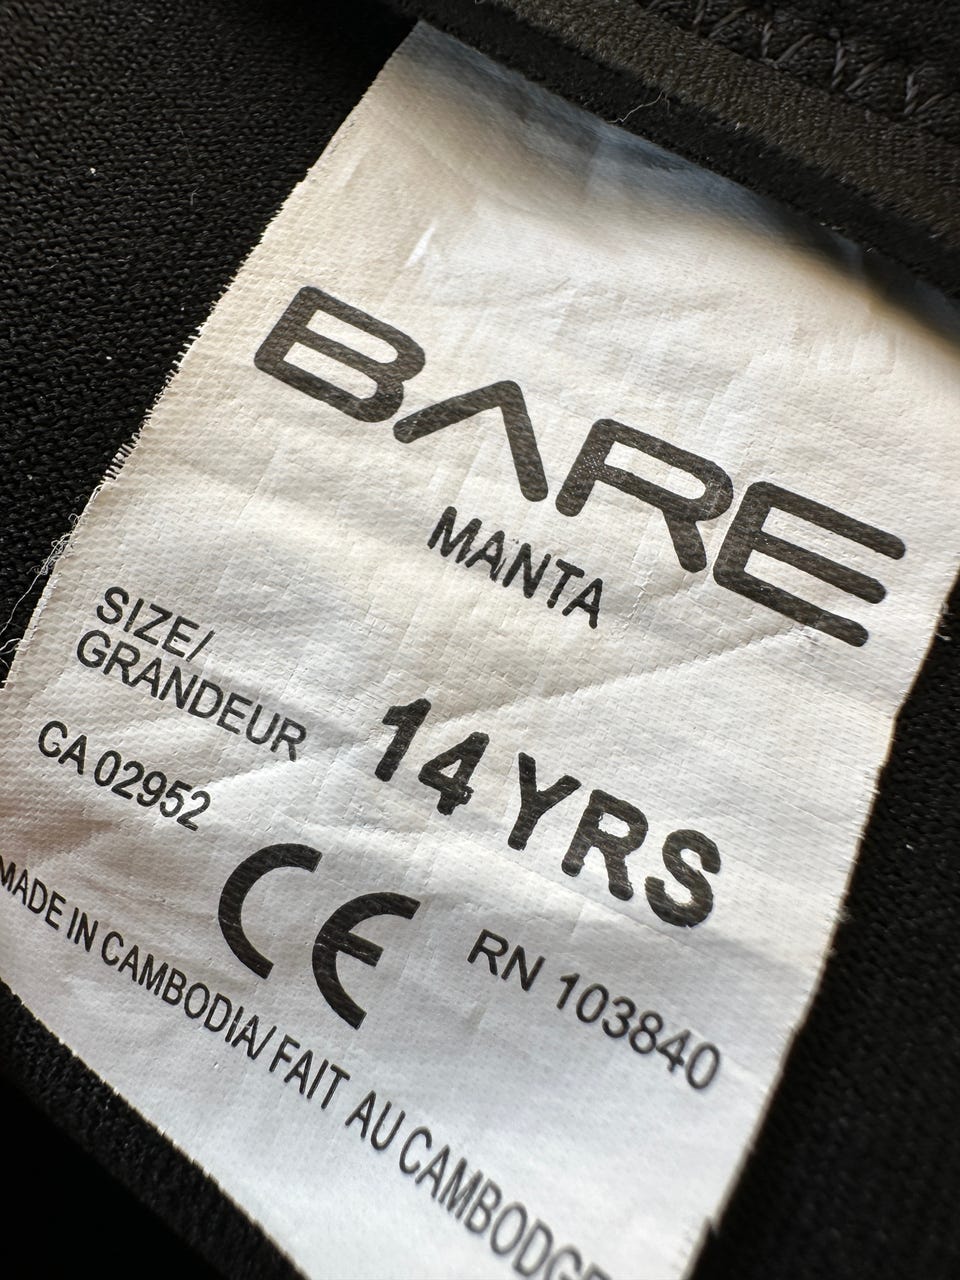 BARE
MANTA
SIZE/
GRANDEUR
14 YRS
CA 02952
CE
RN 103840
MADE IN CAMBODIA/ FAIT AU CAMBODGE